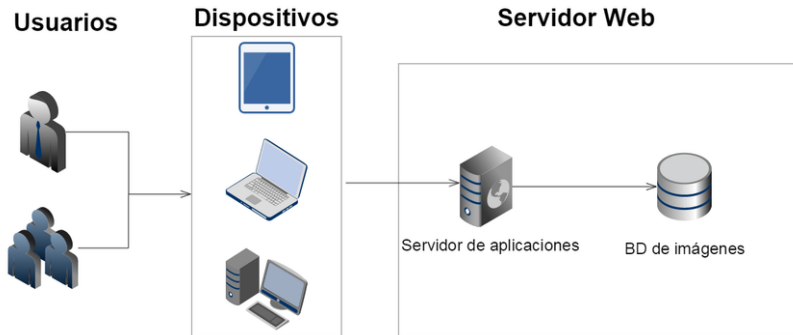 Usuarios
Dispositivos
Servidor Web
Servidor de aplicaciones
BD de imágenes